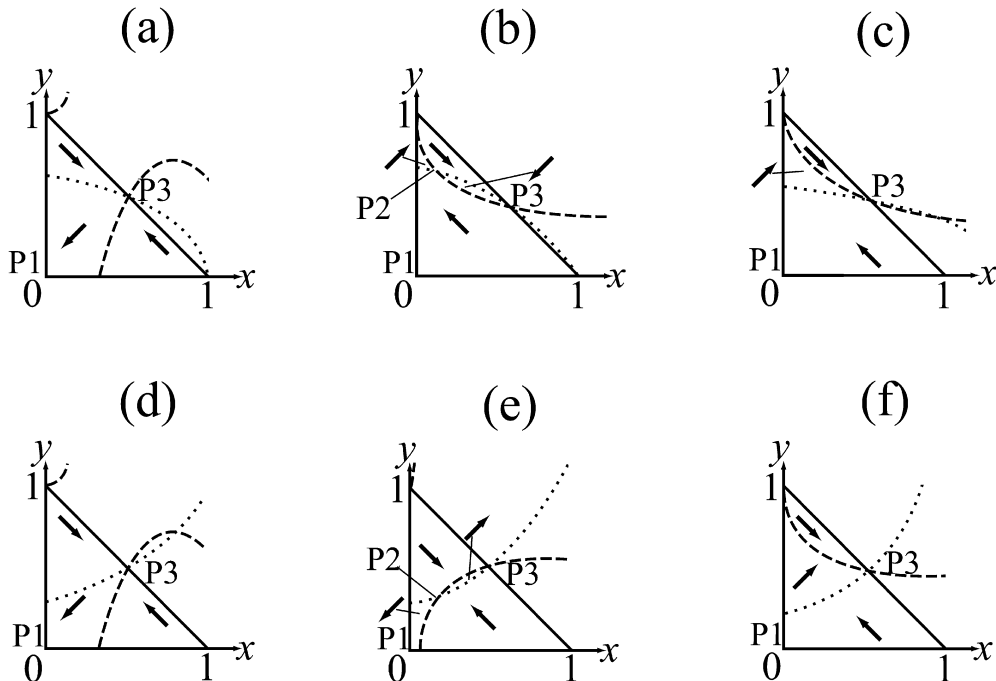 (a) (b) (c)
y y y
1 1 1
P3 P3 P3
P2
P1 x P1 x P1 x
0 1 0 1 0 1
(d) (e) (f)
y y y
1 1 1
P3 P2 P3 P3
P1 x P1 x P1 x
0 1 0 1 0 1